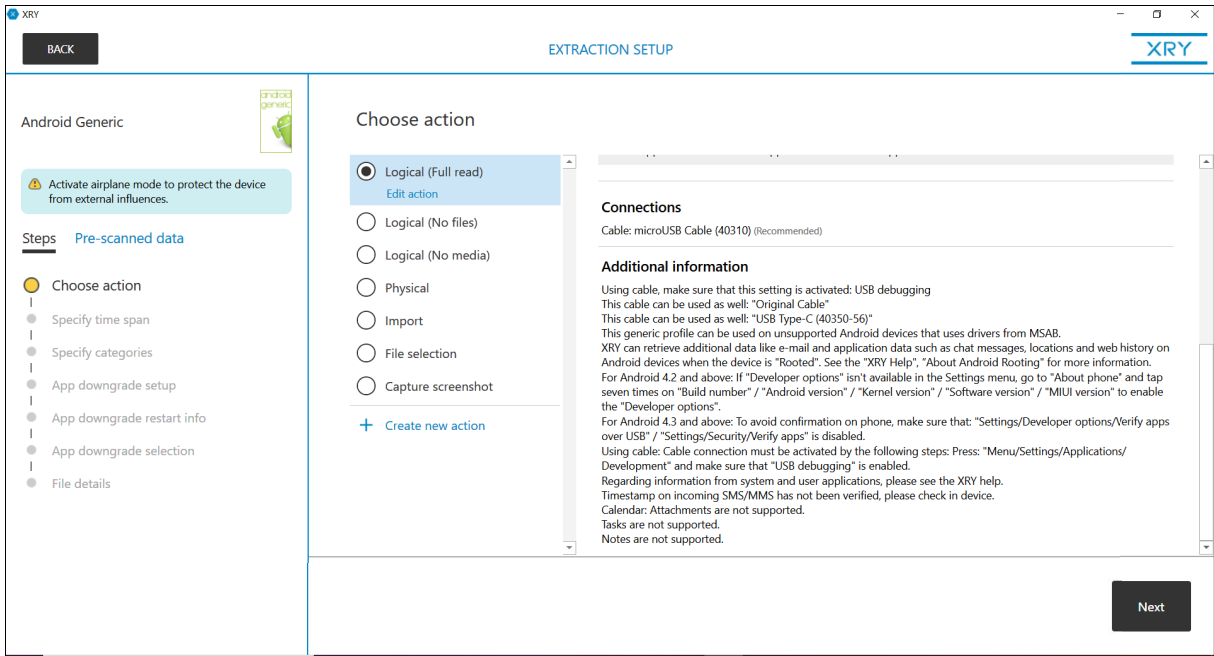 XRY
BACK
EXTRACTION SETUP
XRY
Android Generic
android
generic
Activate airplane mode to protect the device
from external influences.
Steps
Pre-scanned data
Choose action
Specify time span
Specify categories
App downgrade setup
App downgrade restart info
App downgrade selection
File details
Choose action
Logical (Full read)
Edit action
Logical (No files)
Logical (No media)
Physical
Import
File selection
Capture screenshot
+ Create new action
Connections
Cable: microUSB Cable (40310) (Recommended)
Additional information
Using cable, make sure that this setting is activated: USB debugging
This cable can be used as well: "Original Cable"
This cable can be used as well: "USB Type-C (40350-56)"
This generic profile can be used on unsupported Android devices that uses drivers from MSAB.
XRY can retrieve additional data like e-mail and application data such as chat messages, locations and web history on
Android devices when the device is "Rooted". See the "XRY Help", "About Android Rooting" for more information.
For Android 4.2 and above: If "Developer options" isn't available in the Settings menu, go to "About phone" and tap
seven times on "Build number" / "Android version" / "Kernel version" / "Software version" / "MIUI version" to enable
the "Developer options".
For Android 4.3 and above: To avoid confirmation on phone, make sure that: "Settings/Developer options/Verify apps
over USB" / "Settings/Security/Verify apps" is disabled.
Using cable: Cable connection must be activated by the following steps: Press: "Menu/Settings/Applications/
Development" and make sure that "USB debugging" is enabled.
Regarding information from system and user applications, please see the XRY help.
Timestamp on incoming SMS/MMS has not been verified, please check in device.
Calendar: Attachments are not supported.
Tasks are not supported.
Notes are not supported.
Next